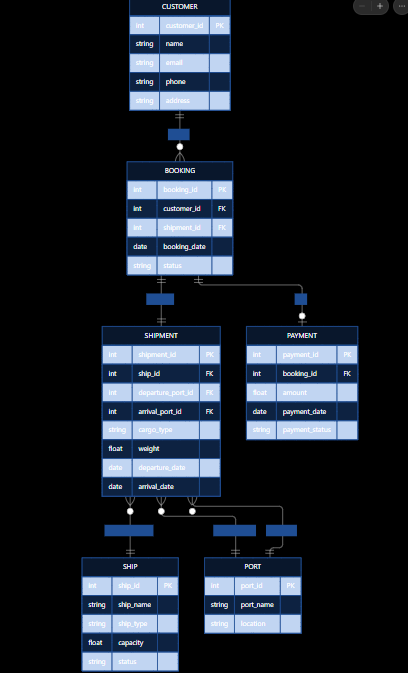 CUSTOMER
int customer_id PK
string name
string email
string phone
string address
BOOKING
int booking_id PK
int customer_id FK
int shipment_id FK
date booking_date
string status
SHIPMENT
int shipment_id PK
int ship_id FK
int departure_port_id FK
int arrival_port_id FK
string cargo_type
float weight
date departure_date
date arrival_date
PAYMENT
int payment_id PK
int booking_id FK
float amount
date payment_date
string payment_status
SHIP
int ship_id PK
string ship_name
string ship_type
float capacity
string status
PORT
int port_id PK
string port_name
string location